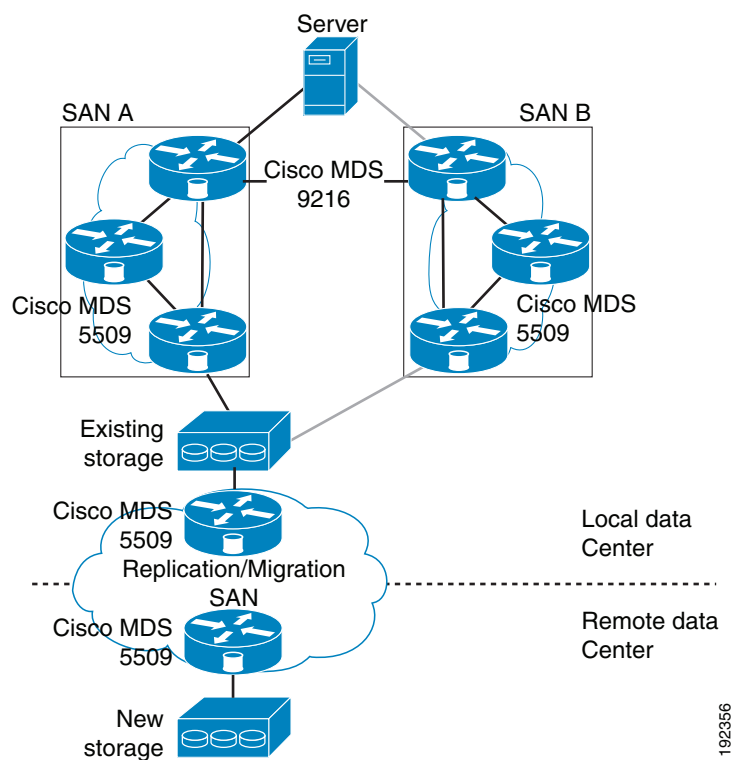 Server
SAN A
SAN B
Cisco MDS
9216
Cisco MDS
5509
Cisco MDS
5509
Existing
storage
Cisco MDS
5509
Replication/Migration
SAN
Local data
Center
Cisco MDS
5509
Remote data
Center
New
storage
192356